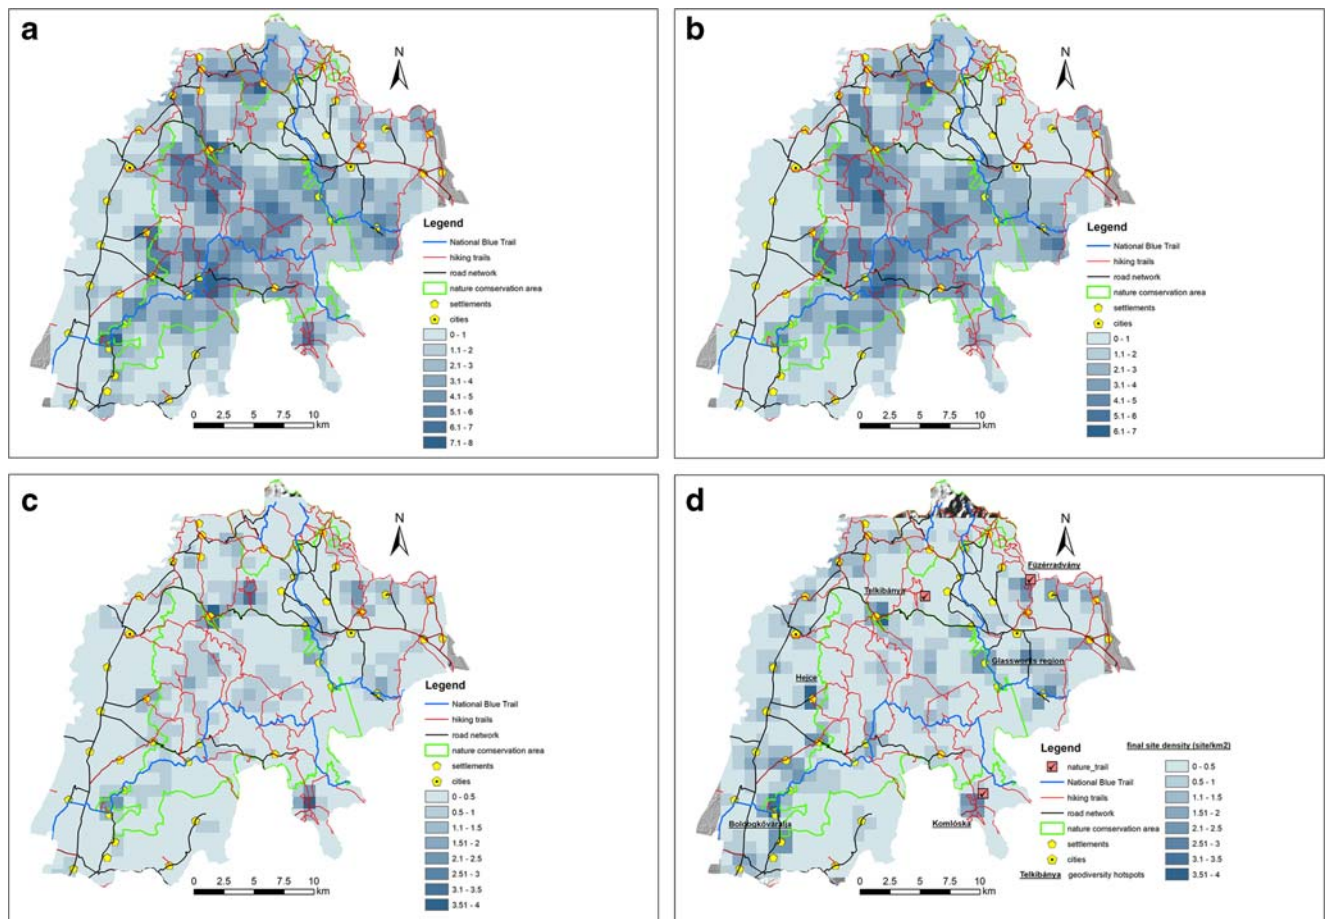 a
N
Legend
National Blue Trail
hiking trails
road network
nature comservation area
settlements
cities
0 - 1
1.1 - 2
2.1 - 3
3.1 - 4
4.1 - 5
5.1 - 6
6.1 - 7
7.1 - 8
0 2.5 5 7.5 10
km
b
N
Legend
National Blue Trail
hiking trails
road network
nature comservation area
settlements
cities
0 - 1
1.1 - 2
2.1 - 3
3.1 - 4
4.1 - 5
5.1 - 6
6.1 - 7
0 2.5 5 7.5 10
km
c
N
Legend
National Blue Trail
hiking trails
road network
nature comservation area
settlements
cities
0 - 0.5
0.5 - 1
1.1 - 1.5
1.51 - 2
2.1 - 2.5
2.51 - 3
3.1 - 3.5
3.51 - 4
0 2.5 5 7.5 10
km
d
N
Füzérradvány
Telkibánya
Glassworks region
Hejce
Boldogkőváralja
Komlóska
Legend
nature_trail
National Blue Trail
hiking trails
road network
nature comservation area
settlements
cities
Telkibánya geodiversity hotspots
final site density (site/km2)
0 - 0.5
0.5 - 1
1.1 - 1.5
1.51 - 2
2.1 - 2.5
2.51 - 3
3.1 - 3.5
3.51 - 4
0 2.5 5 7.5 10
km